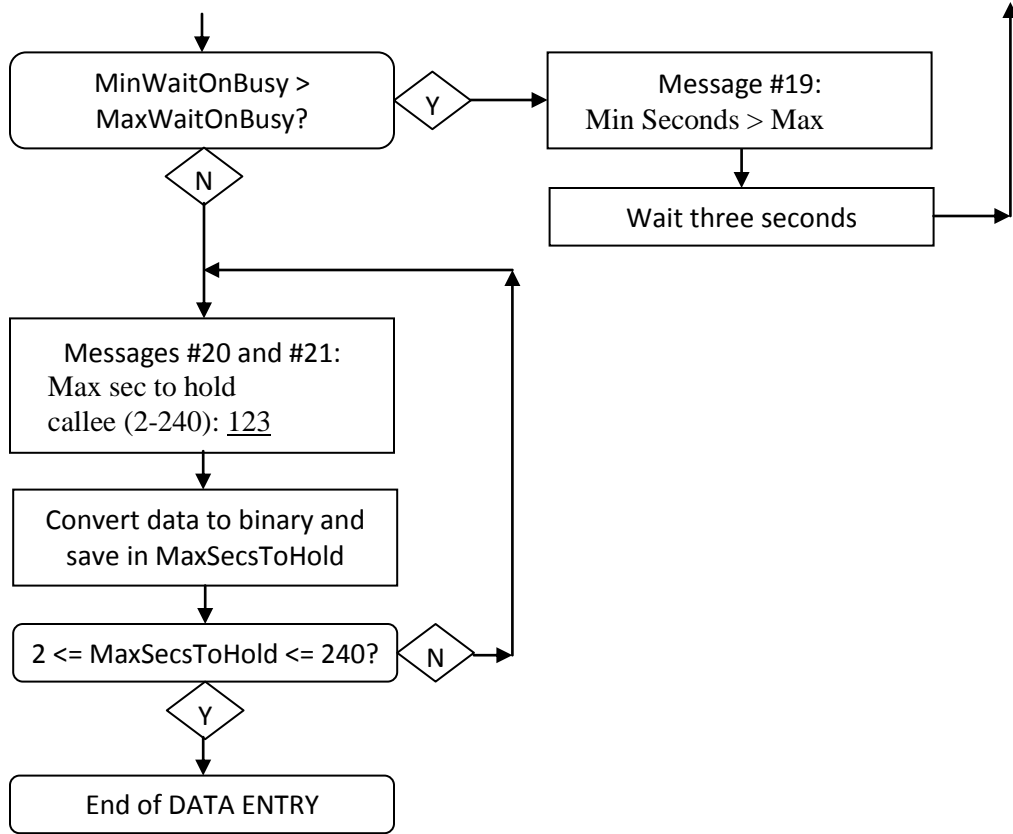 MinWaitOnBusy >
MaxWaitOnBusy?
Y
Message #19:
Min Seconds > Max
N
Wait three seconds
Messages #20 and #21:
Max sec to hold
callee (2-240): 123
Convert data to binary and
save in MaxSecsToHold
2 <= MaxSecsToHold <= 240?
N
Y
End of DATA ENTRY